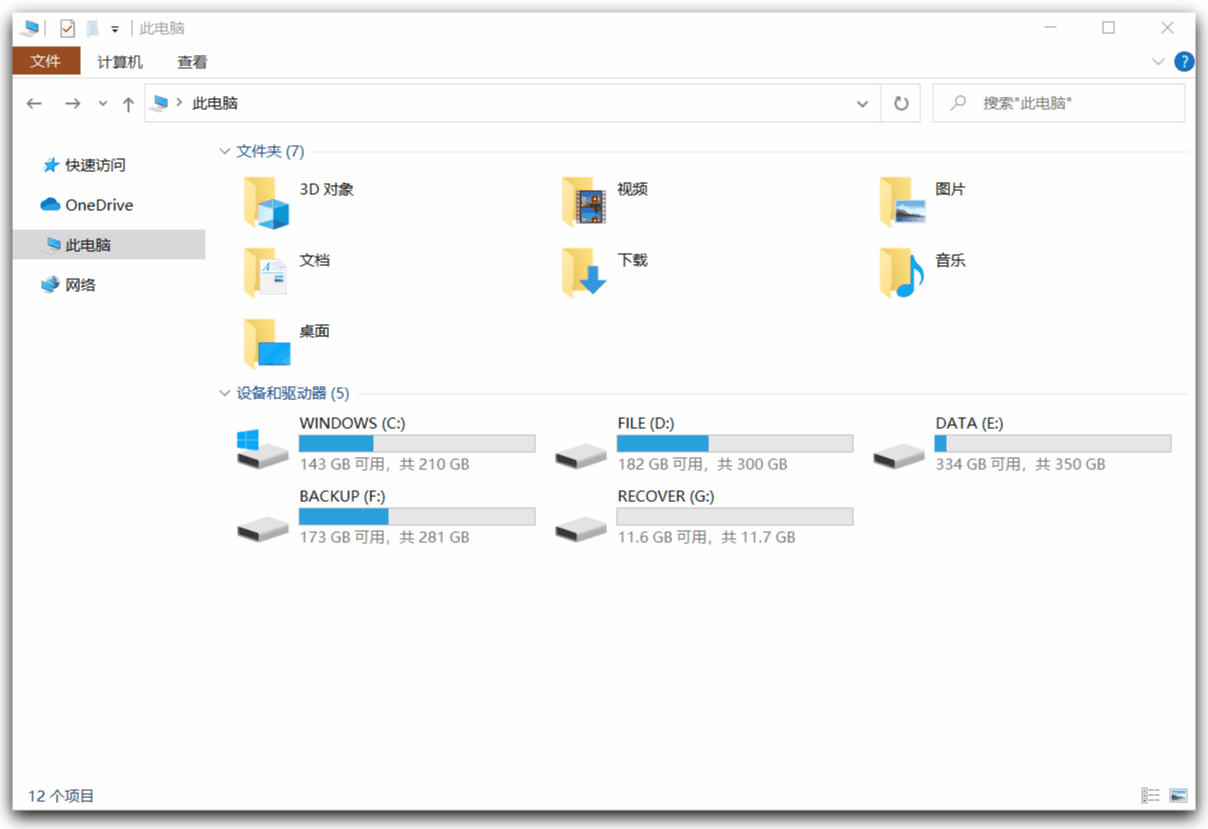 此电脑
文件 计算机 查看
此电脑 搜索"此电脑"
快速访问
OneDrive
此电脑
网络
文件夹 (7)
3D 对象 视频 图片
文档 下载 音乐
桌面
设备和驱动器 (5)
WINDOWS (C:) FILE (D:) DATA (E:)
143 GB 可用，共 210 GB 182 GB 可用，共 300 GB 334 GB 可用，共 350 GB
BACKUP (F:) RECOVER (G:)
173 GB 可用，共 281 GB 11.6 GB 可用，共 11.7 GB
12 个项目